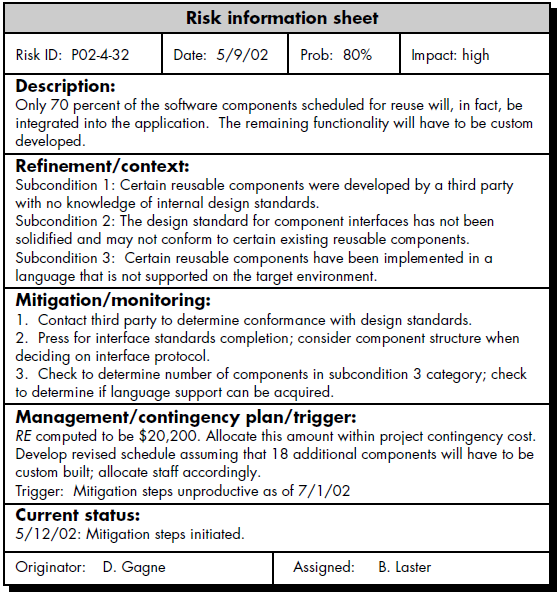 Risk information sheet
Risk ID: P02-4-32 Date: 5/9/02 Prob: 80% Impact: high
Description:
Only 70 percent of the software components scheduled for reuse will, in fact, be
integrated into the application. The remaining functionality will have to be custom
developed.
Refinement/context:
Subcondition 1: Certain reusable components were developed by a third party
with no knowledge of internal design standards.
Subcondition 2: The design standard for component interfaces has not been
solidified and may not conform to certain existing reusable components.
Subcondition 3: Certain reusable components have been implemented in a
language that is not supported on the target environment.
Mitigation/monitoring:
1. Contact third party to determine conformance with design standards.
2. Press for interface standards completion; consider component structure when
deciding on interface protocol.
3. Check to determine number of components in subcondition 3 category; check
to determine if language support can be acquired.
Management/contingency plan/trigger:
RE computed to be $20,200. Allocate this amount within project contingency cost.
Develop revised schedule assuming that 18 additional components will have to be
custom built; allocate staff accordingly.
Trigger: Mitigation steps unproductive as of 7/1/02
Current status:
5/12/02: Mitigation steps initiated.
Originator: D. Gagne Assigned: B. Laster